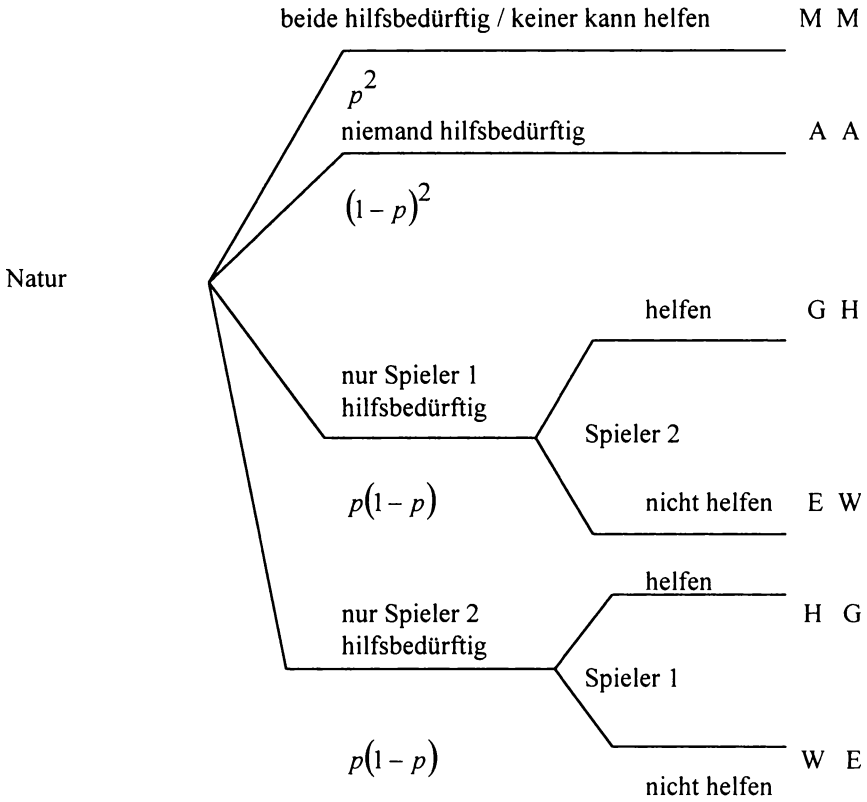 beide hilfsbedürftig / keiner kann helfen M M
p²
niemand hilfsbedürftig A A
(1 – p)²
Natur
helfen G H
nur Spieler 1
hilfsbedürftig
Spieler 2
p(1 – p)
nicht helfen E W
helfen
nur Spieler 2
hilfsbedürftig
H G
Spieler 1
p(1 – p)
W E
nicht helfen